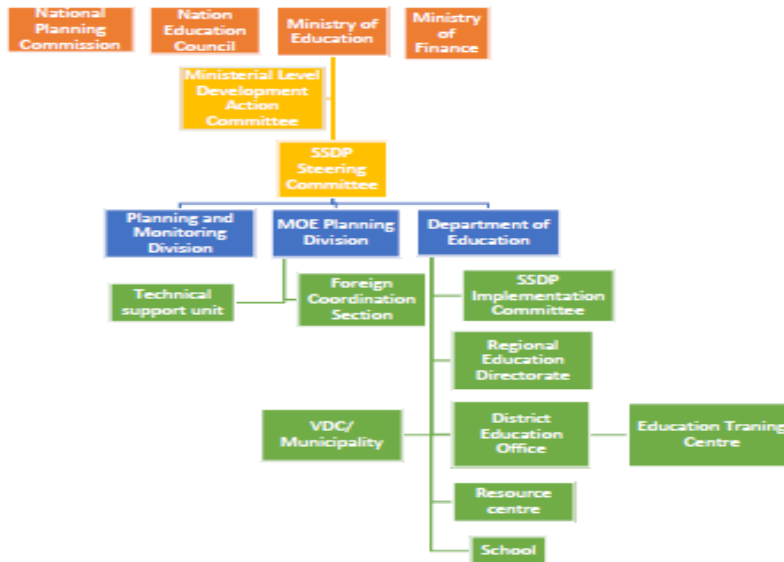 National
Planning
Commission
Nation
Education
Council
Ministry of
Education
Ministry
of
Finance
Ministerial Level
Development
Action
Committee
SSDP
Steering
Committee
Planning and
Monitoring
Division
MOE Planning
Division
Department of
Education
Technical
support unit
Foreign
Coordination
Section
SSDP
Implementation
Committee
Regional
Education
Directorate
VDC/
Municipality
District
Education
Office
Education Traning
Centre
Resource
centre
School